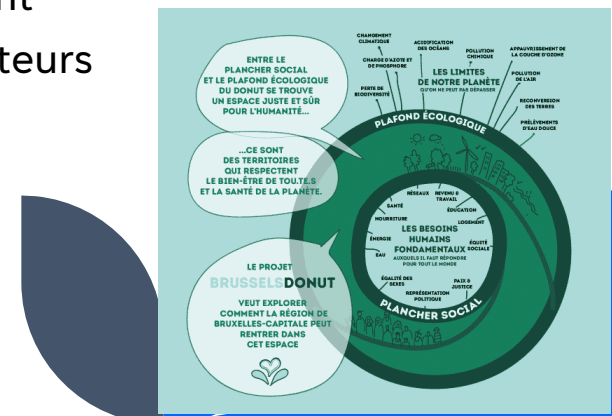 nt
teurs
ENTRE LE
PLANCHER SOCIAL
ET LE PLAFOND ÉCOLOGIQUE
DU DONUT SE TROUVE
UN ESPACE JUSTE ET SÛR
POUR L'HUMANITÉ...
...CE SONT
DES TERRITOIRES
QUI RESPECTENT
LE BIEN-ÊTRE DE TOU.TE.S
ET LA SANTÉ DE LA PLANÈTE.
LE PROJET
BRUSSELSDONUT
VEUT EXPLORER
COMMENT LA RÉGION DE
BRUXELLES-CAPITALE PEUT
RENTRER DANS
CET ESPACE
CHANGEMENT
CLIMATIQUE
ACIDIFICATION
DES OCÉANS
POLLUTION
CHIMIQUE
APPAUVRISSEMENT DE
LA COUCHE D'OZONE
CHARGE D'AZOTE ET
DE PHOSPHORE
POLLUTION
DE L'AIR
PERTE DE
BIODIVERSITÉ
RECONVERSION
DES TERRES
PRÉLÈVEMENTS
D'EAU DOUCE
LES LIMITES
DE NOTRE PLANÈTE
QU'ON NE PEUT PAS DÉPASSER
PLAFOND ÉCOLOGIQUE
RÉSEAUX
REVENU &
TRAVAIL
SANTÉ
ÉDUCATION
NOURRITURE
LOGEMENT
ÉNERGIE
ÉQUITÉ
SOCIALE
EAU
LES BESOINS
HUMAINS
FONDAMENTAUX
AUXQUELS IL FAUT RÉPONDRE
POUR TOUT LE MONDE
ÉGALITÉ DES
SEXES
PAIX &
JUSTICE
REPRÉSENTATION
POLITIQUE
PLANCHER SOCIAL